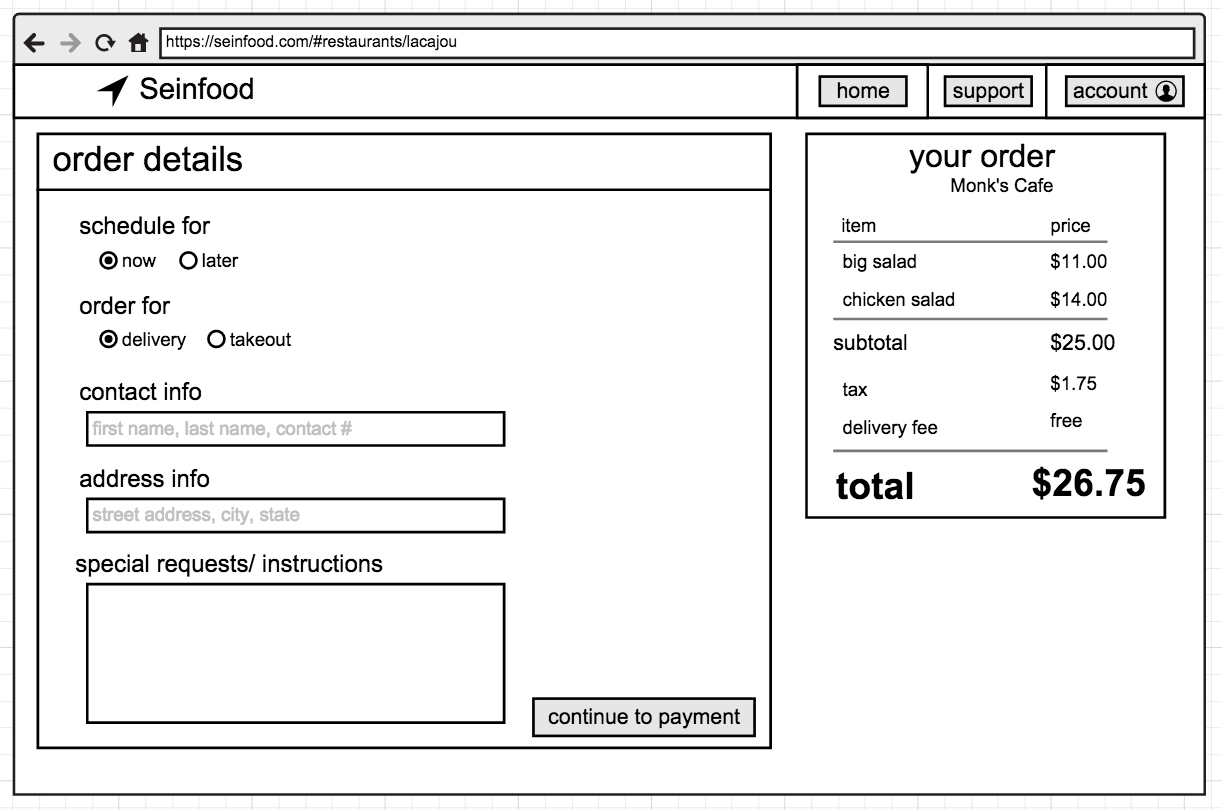 https://seinfood.com/#restaurants/lacajou
Seinfood
home
support
account
order details
schedule for
now later
order for
delivery takeout
contact info
first name, last name, contact #
address info
street address, city, state
special requests/ instructions
continue to payment
your order
Monk's Cafe
item price
big salad $11.00
chicken salad $14.00
subtotal $25.00
tax $1.75
delivery fee free
total $26.75